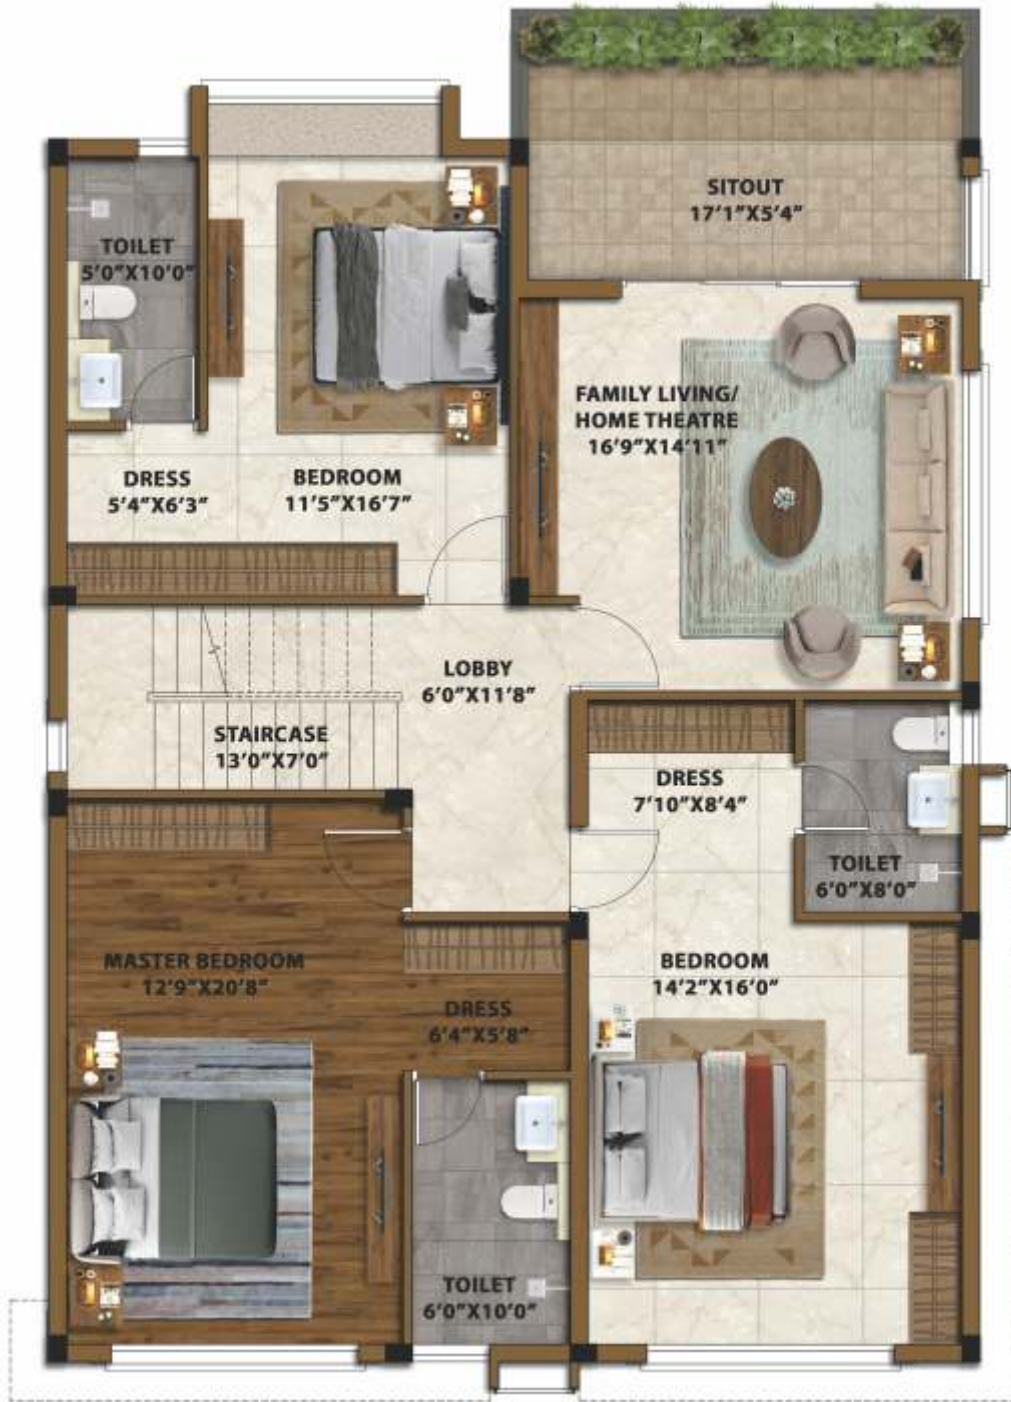 SITOUT
17'1"X5'4"
TOILET
5'0"X10'0"
FAMILY LIVING/
HOME THEATRE
16'9"X14'11"
DRESS
5'4"X6'3"
BEDROOM
11'5"X16'7"
LOBBY
6'0"X11'8"
STAIRCASE
13'0"X7'0"
DRESS
7'10"X8'4"
TOILET
6'0"X8'0"
MASTER BEDROOM
12'9"X20'8"
BEDROOM
14'2"X16'0"
DRESS
6'4"X5'8"
TOILET
6'0"X10'0"